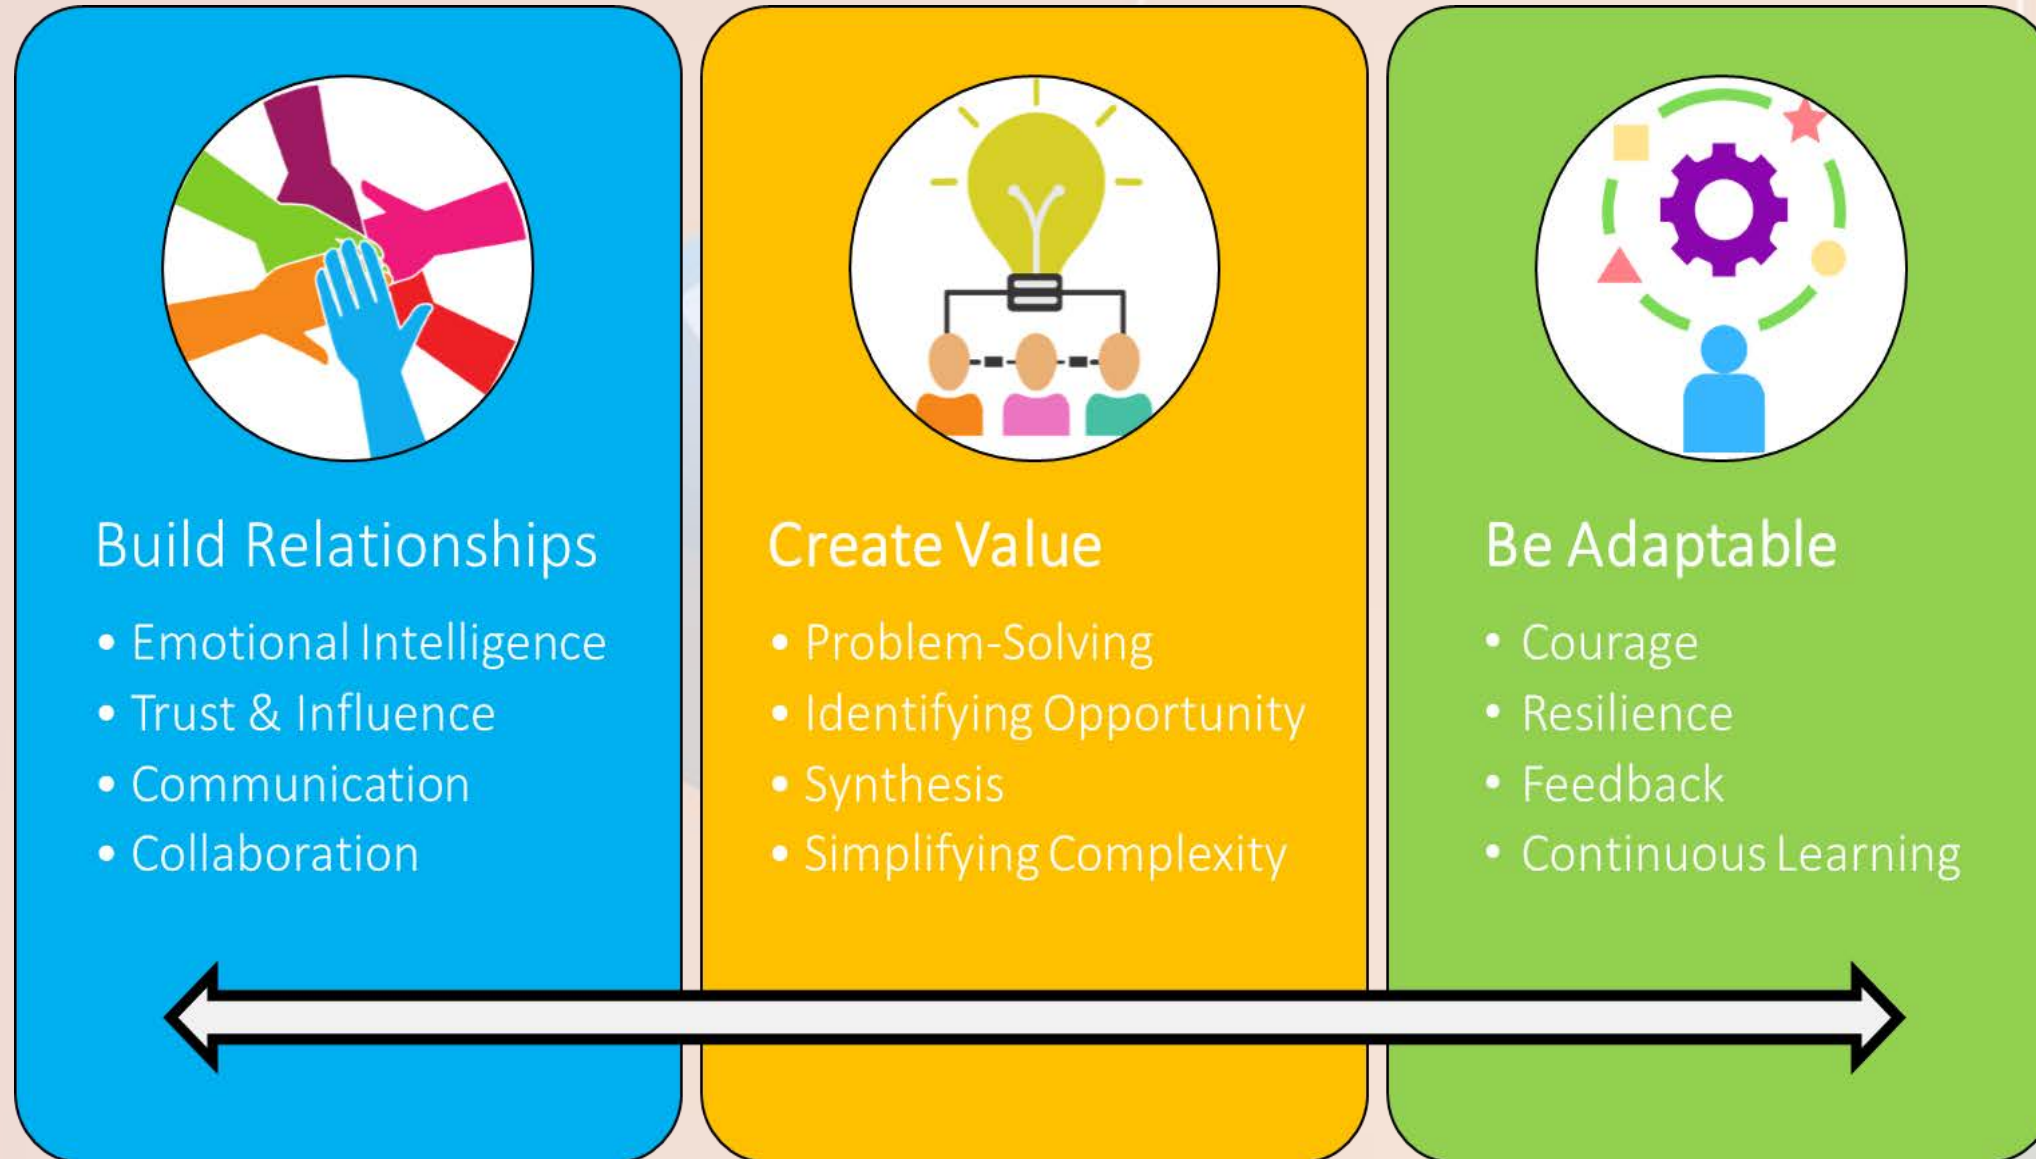 Build Relationships
• Emotional Intelligence
• Trust & Influence
• Communication
• Collaboration
Create Value
• Problem-Solving
• Identifying Opportunity
• Synthesis
• Simplifying Complexity
Be Adaptable
• Courage
• Resilience
• Feedback
• Continuous Learning